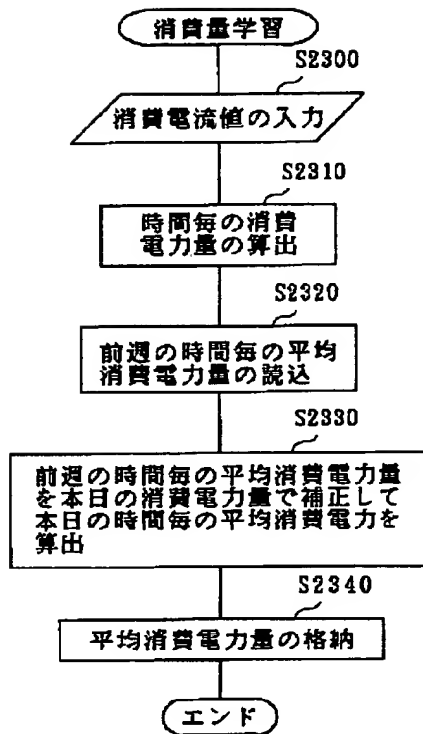 消費量学習
S2300
消費電流値の入力
S2310
時間毎の消費
電力量の算出
S2320
前週の時間毎の平均
消費電力量の読込
S2330
前週の時間毎の平均消費電力量
を本日の消費電力量で補正して
本日の時間毎の平均消費電力を
算出
S2340
平均消費電力量の格納
エンド